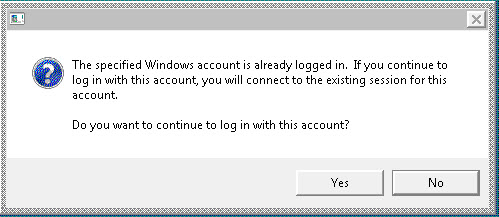 The specified Windows account is already logged in.  If you continue to
log in with this account, you will connect to the existing session for this
account.
Do you want to continue to log in with this account?
Yes
No